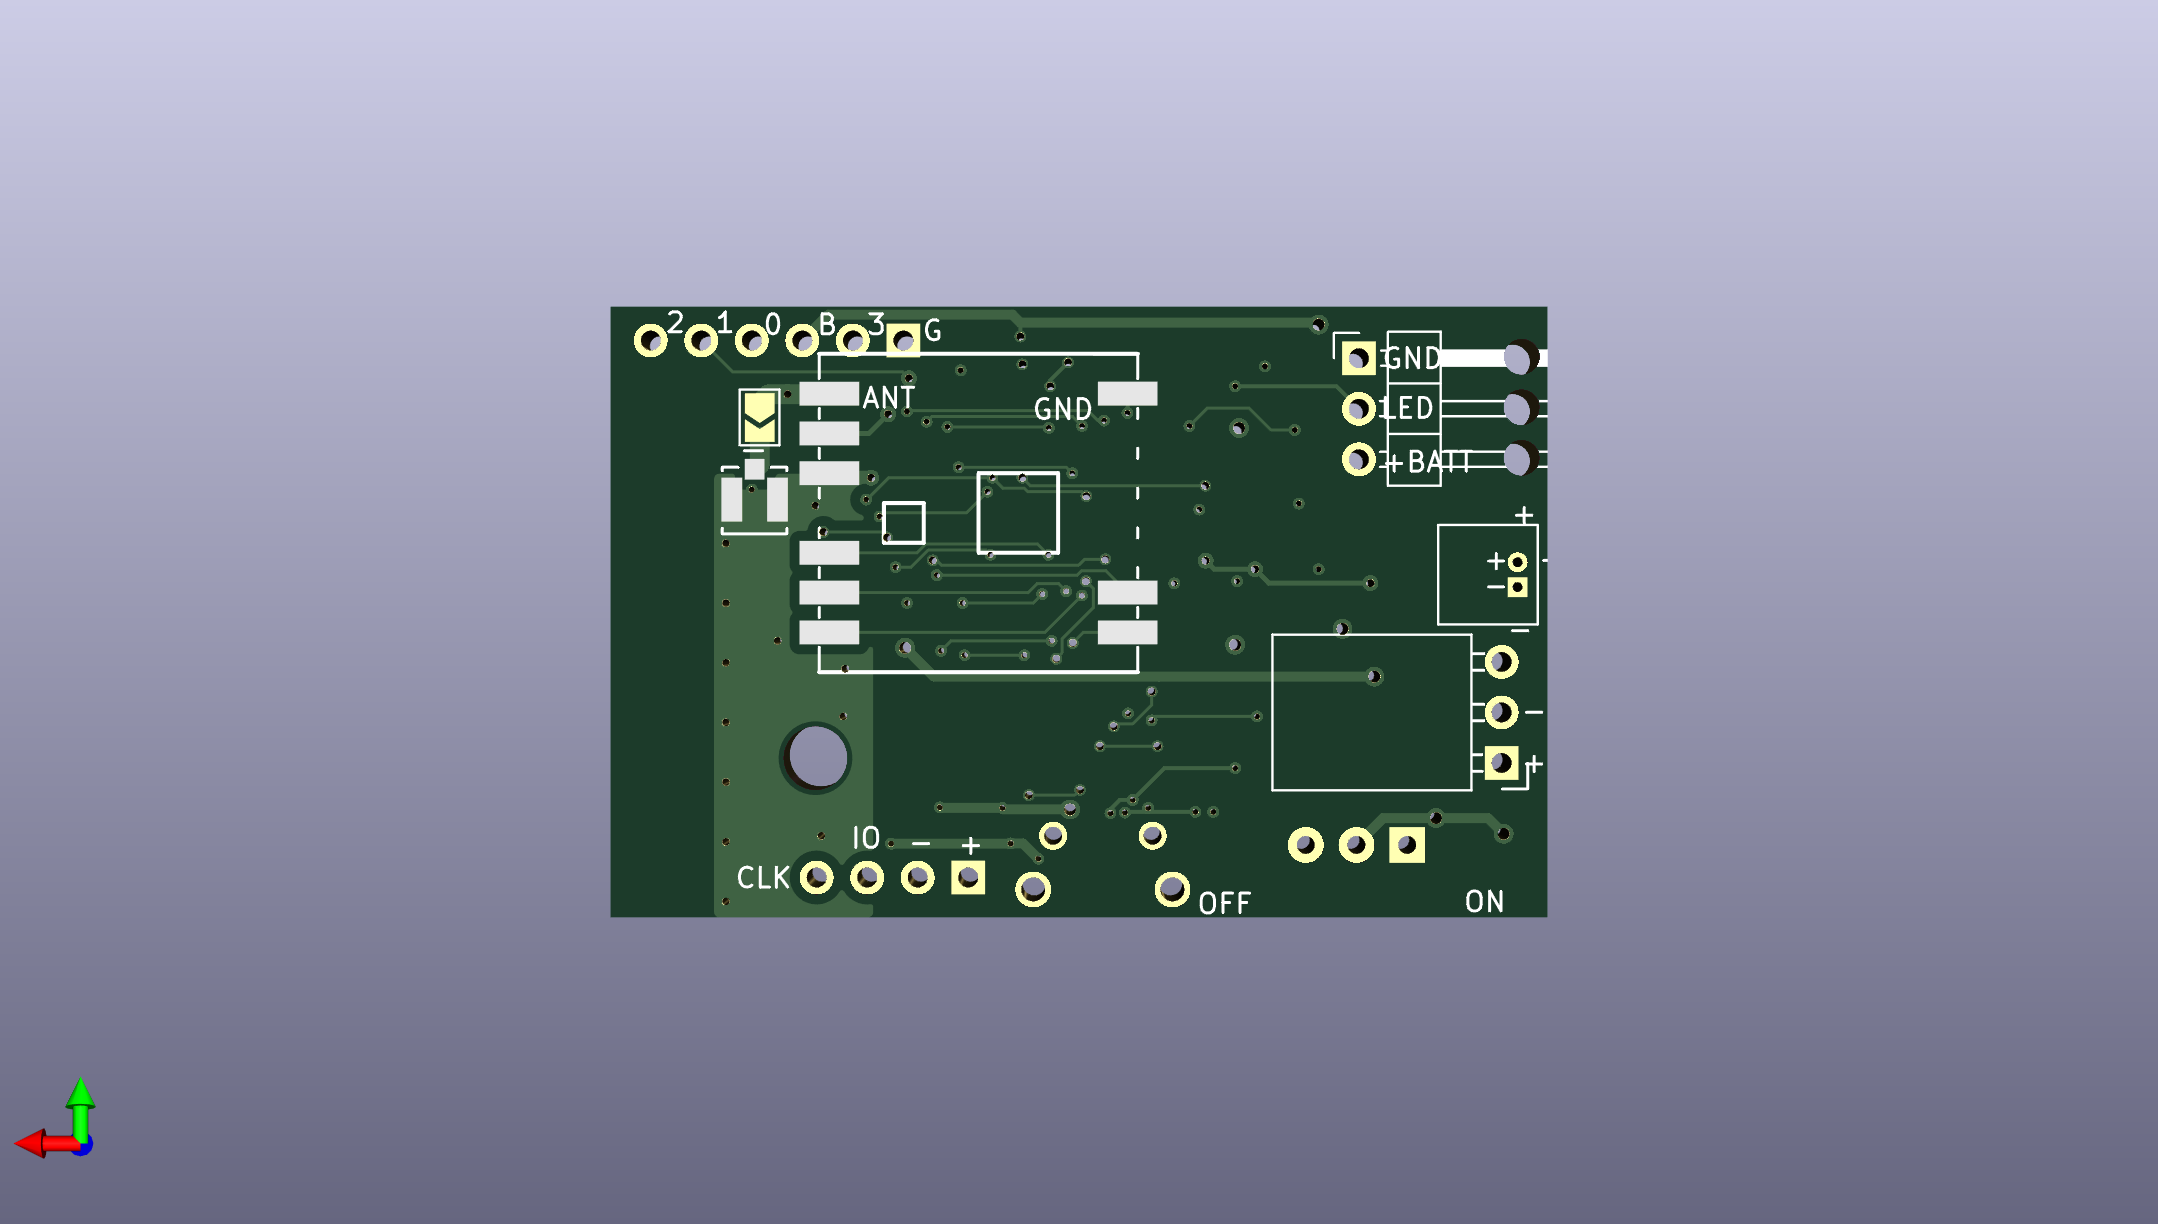 2 1 0 B 3 G
GND
ANT
LED
GND
+BATT
+
+
-
-
-
+
IO - +
CLK
OFF
ON